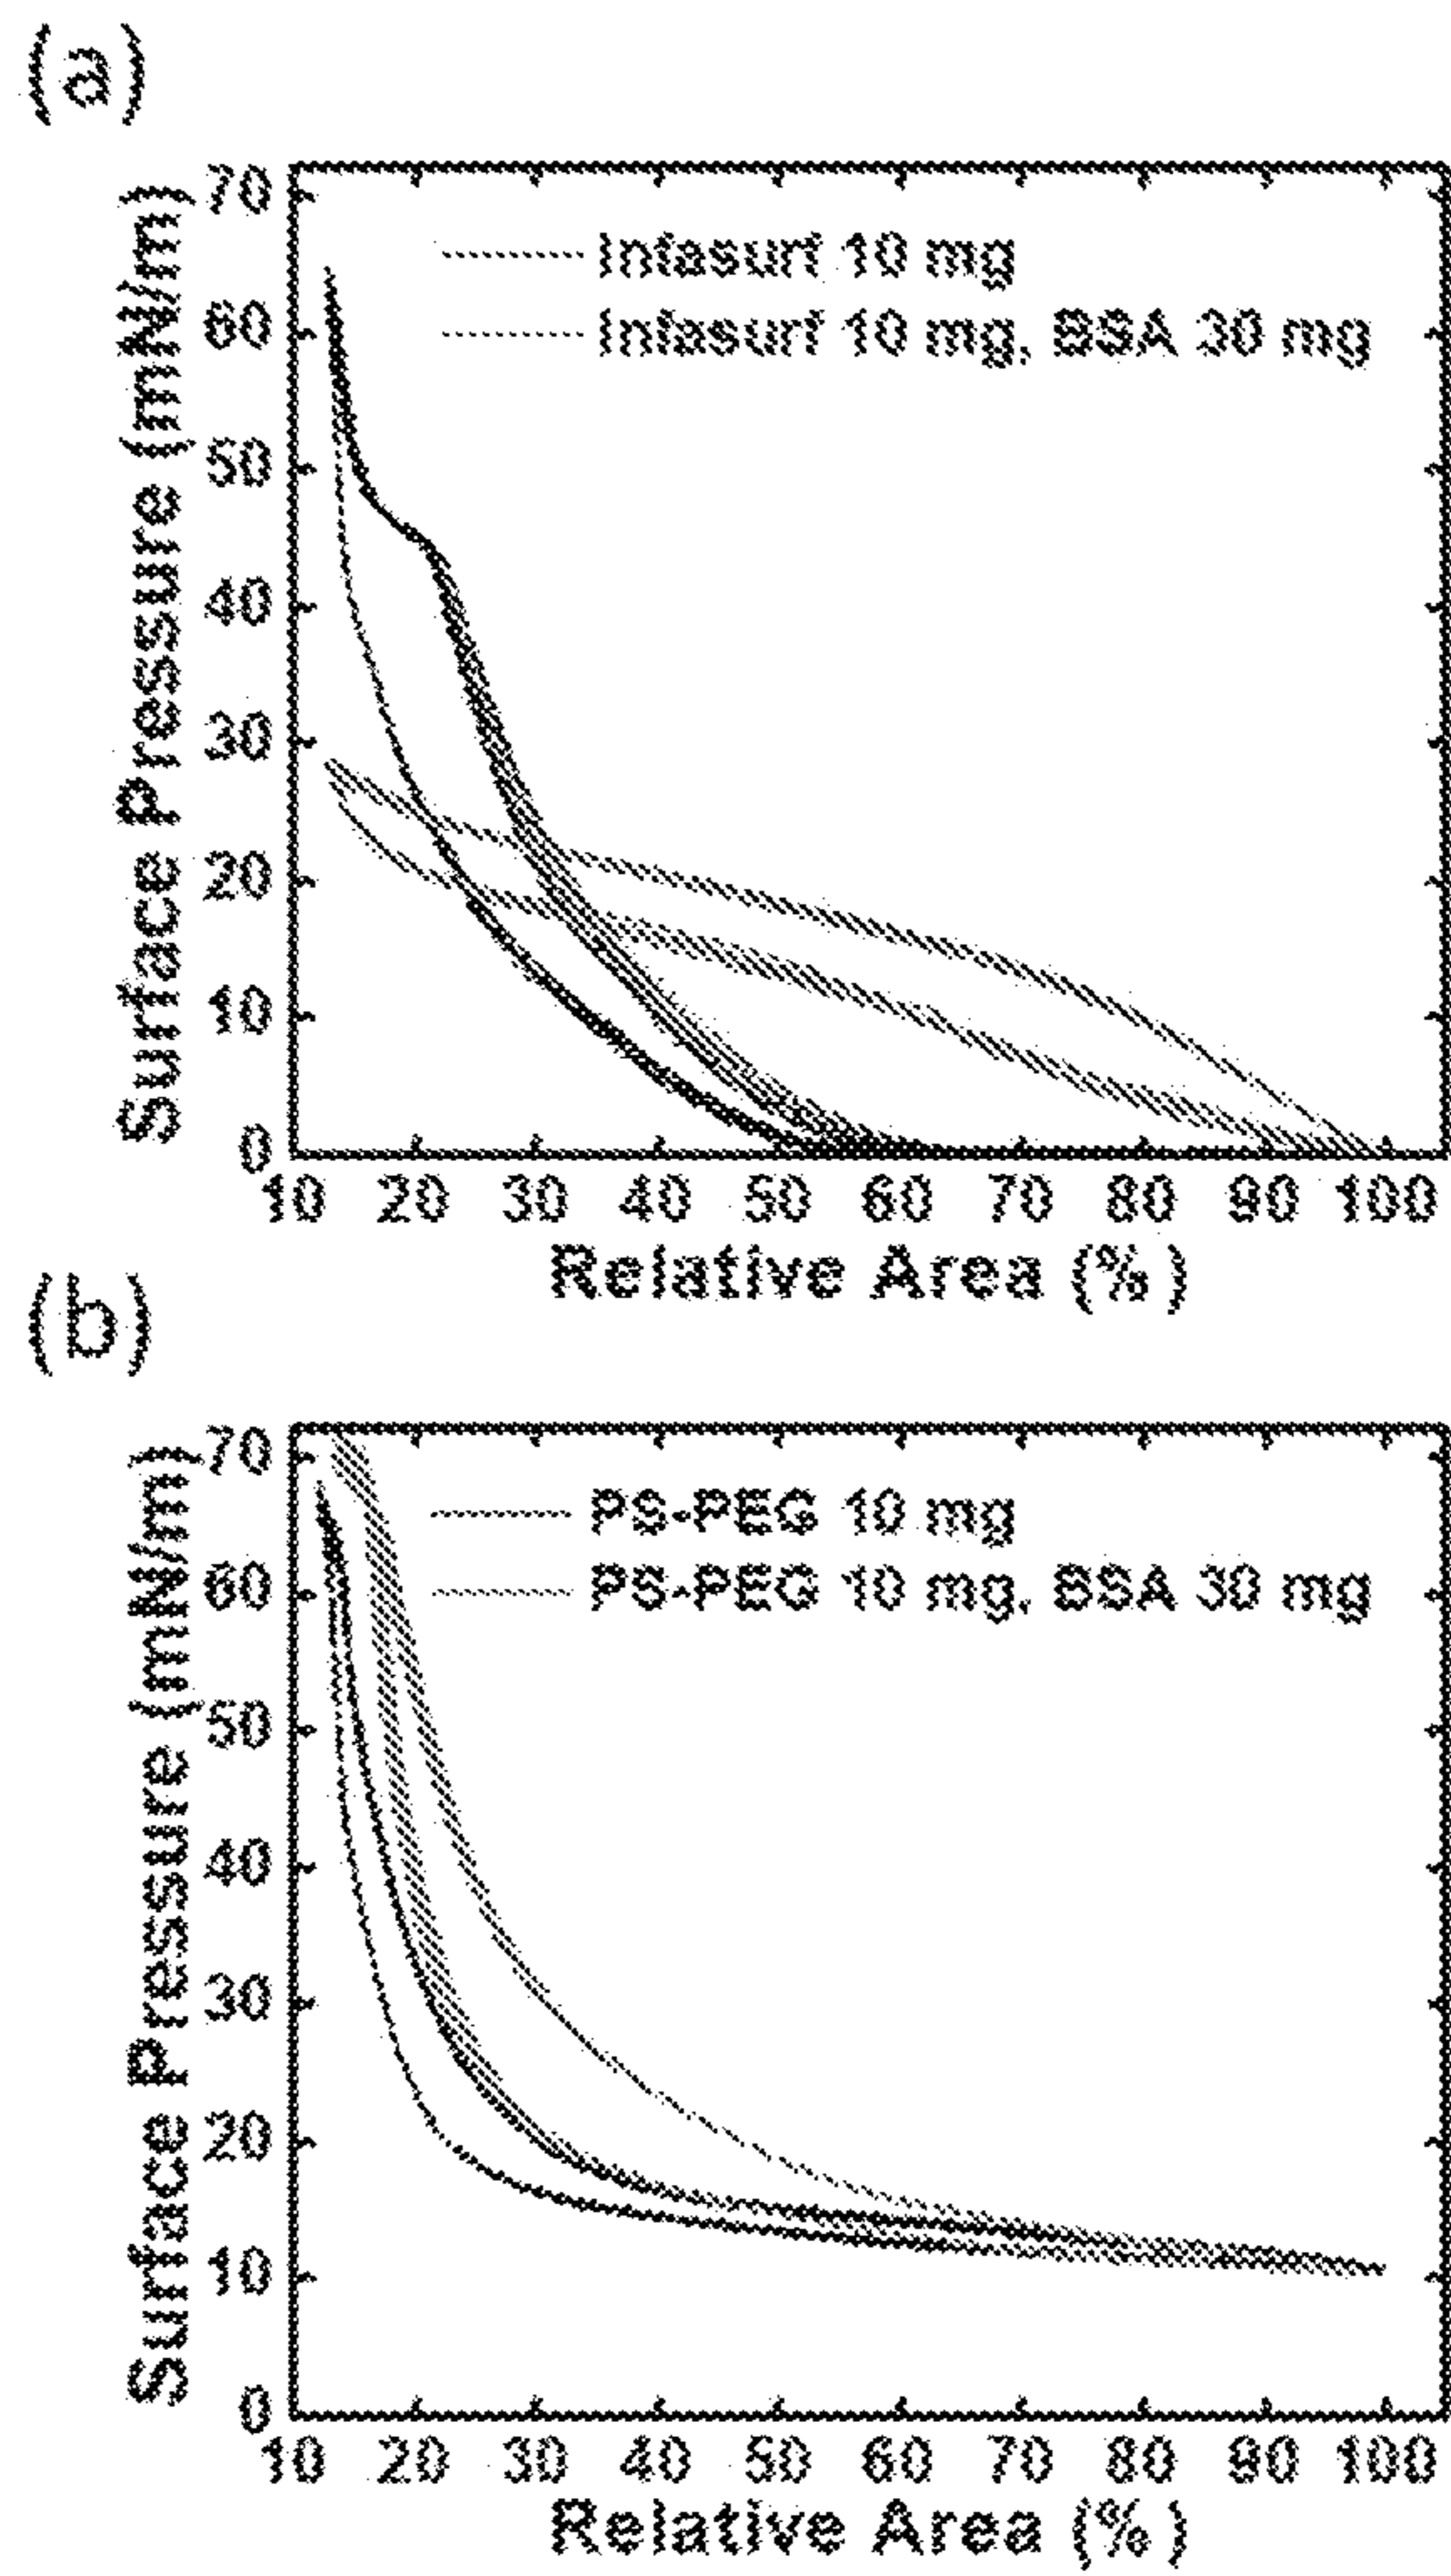 (a)
Surface Pressure (mN/m)
70
60
50
40
30
20
10
0
Infasurf 10 mg
Infasurf 10 mg, BSA 30 mg
10 20 30 40 50 60 70 80 90 100
Relative Area (%)
(b)
Surface Pressure (mN/m)
70
60
50
40
30
20
10
0
PS-PEG 10 mg
PS-PEG 10 mg, BSA 30 mg
10 20 30 40 50 60 70 80 90 100
Relative Area (%)